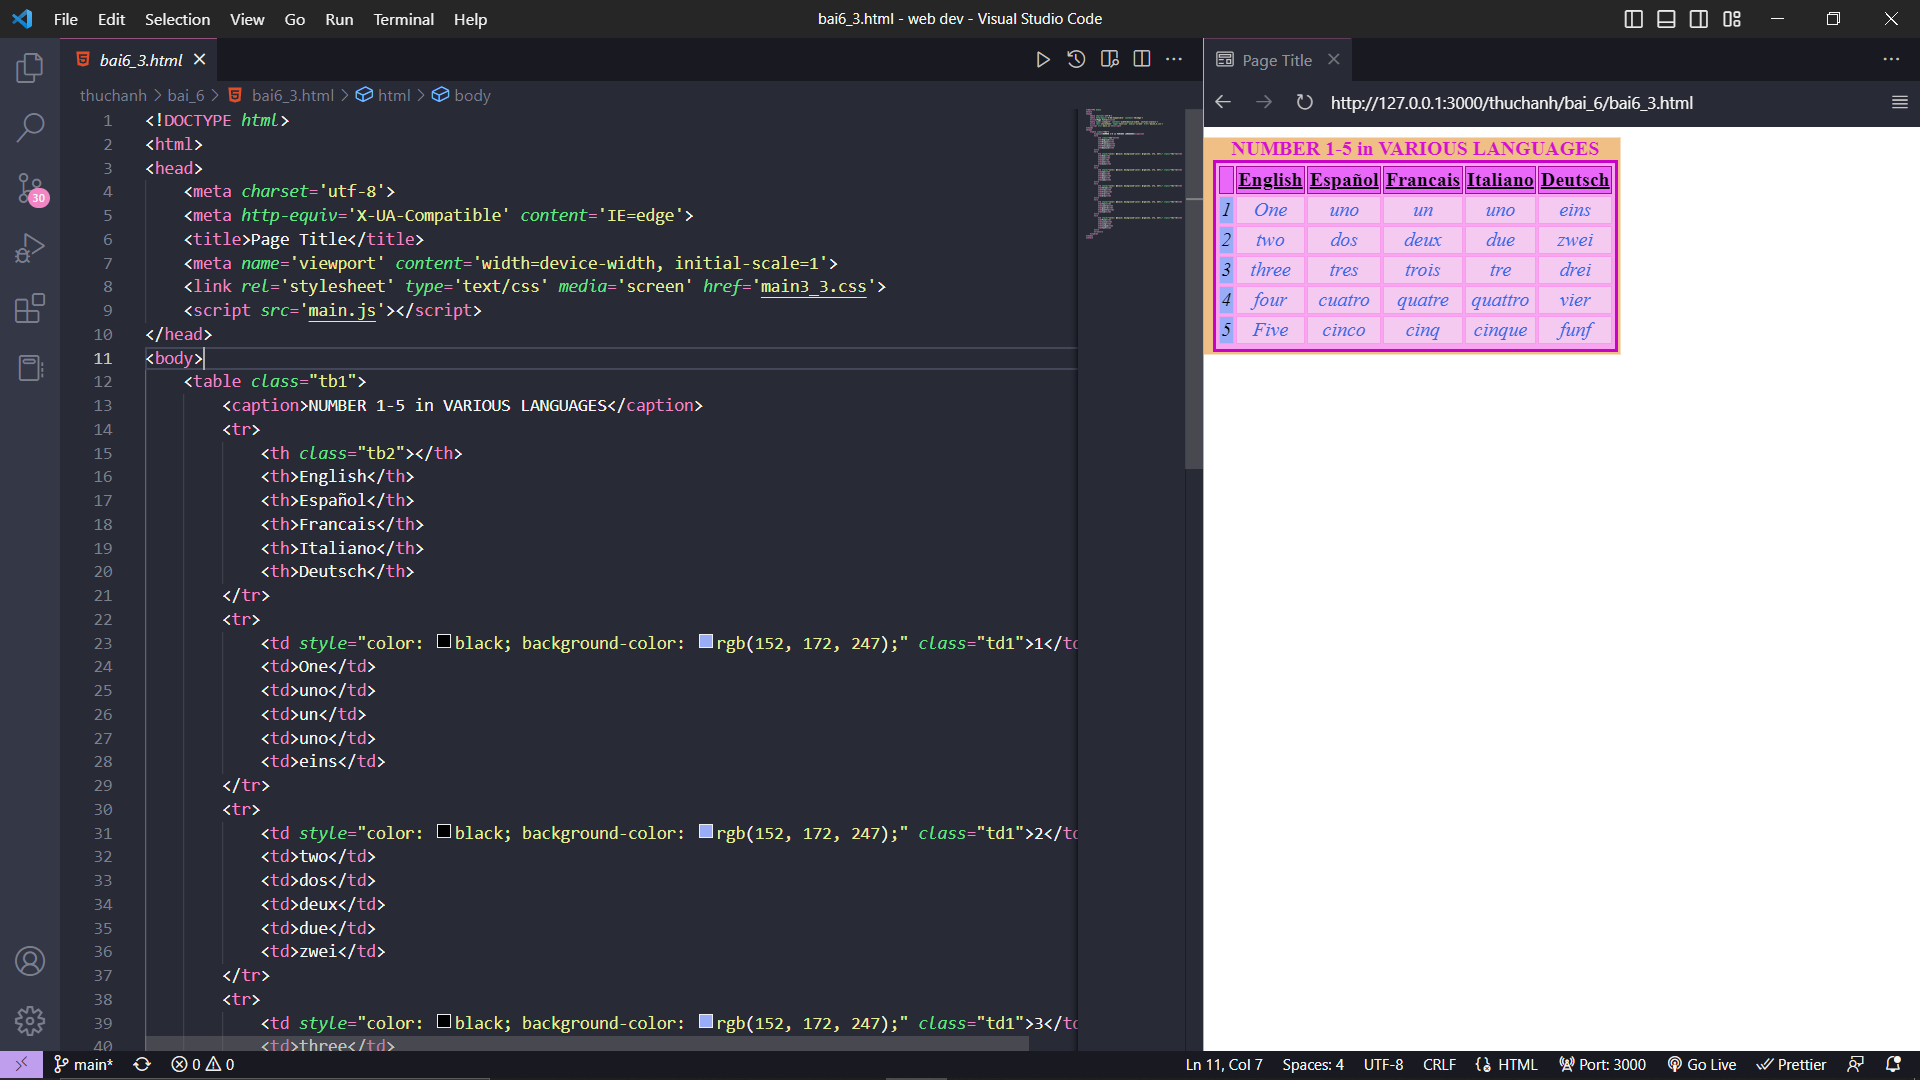 File Edit Selection View Go Run Terminal Help
bai6_3.html - web dev - Visual Studio Code
bai6_3.html
thuchanh > bai_6 > bai6_3.html > html > body
1 <!DOCTYPE html>
2 <html>
3 <head>
4 <meta charset='utf-8'>
5 <meta http-equiv='X-UA-Compatible' content='IE=edge'>
6 <title>Page Title</title>
7 <meta name='viewport' content='width=device-width, initial-scale=1'>
8 <link rel='stylesheet' type='text/css' media='screen' href='main3_3.css'>
9 <script src='main.js'></script>
10 </head>
11 <body>
12 <table class="tb1">
13 <caption>NUMBER 1-5 in VARIOUS LANGUAGES</caption>
14 <tr>
15 <th class="tb2"></th>
16 <th>English</th>
17 <th>Español</th>
18 <th>Francais</th>
19 <th>Italiano</th>
20 <th>Deutsch</th>
21 </tr>
22 <tr>
23 <td style="color: black; background-color: rgb(152, 172, 247);" class="td1">1</td
24 <td>One</td>
25 <td>uno</td>
26 <td>un</td>
27 <td>uno</td>
28 <td>eins</td>
29 </tr>
30 <tr>
31 <td style="color: black; background-color: rgb(152, 172, 247);" class="td1">2</td
32 <td>two</td>
33 <td>dos</td>
34 <td>deux</td>
35 <td>due</td>
36 <td>zwei</td>
37 </tr>
38 <tr>
39 <td style="color: black; background-color: rgb(152, 172, 247);" class="td1">3</td
40 <td>three</td>
30
main* 0 0
Ln 11, Col 7 Spaces: 4 UTF-8 CRLF HTML Port: 3000 Go Live Prettier
Page Title
http://127.0.0.1:3000/thuchanh/bai_6/bai6_3.html
NUMBER 1-5 in VARIOUS LANGUAGES
English Español Francais Italiano Deutsch
1 One uno un uno eins
2 two dos deux due zwei
3 three tres trois tre drei
4 four cuatro quatre quattro vier
5 Five cinco cinq cinque funf